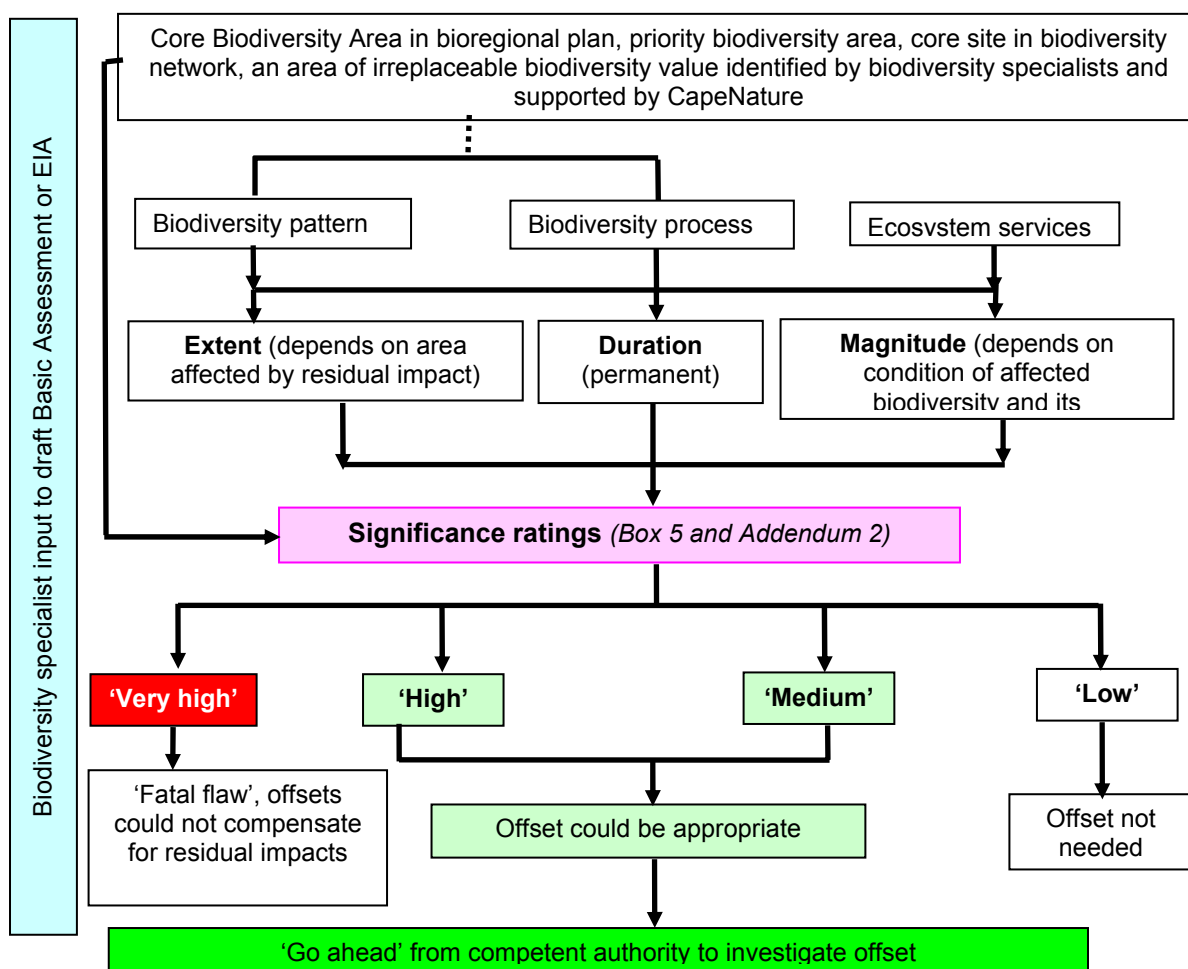 Biodiversity specialist input to draft Basic Assessment or EIA
Core Biodiversity Area in bioregional plan, priority biodiversity area, core site in biodiversity
network, an area of irreplaceable biodiversity value identified by biodiversity specialists and
supported by CapeNature
Biodiversity pattern
Biodiversity process
Ecosystem services
Extent (depends on area
affected by residual impact)
Duration
(permanent)
Magnitude (depends on
condition of affected
biodiversity and its
Significance ratings (Box 5 and Addendum 2)
‘Very high’
‘High’
‘Medium’
‘Low’
‘Fatal flaw’, offsets
could not compensate
for residual impacts
Offset could be appropriate
Offset not
needed
‘Go ahead’ from competent authority to investigate offset